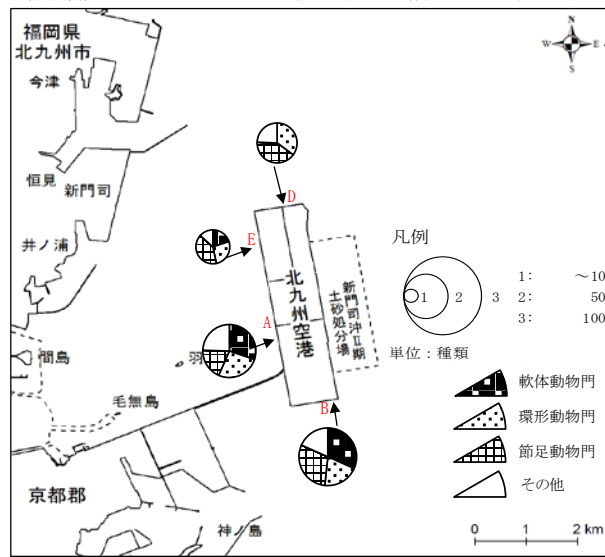 福岡県
北九州市
今津
恒見
新門司
井ノ浦
間島
羽
毛無島
京都郡
神ノ島
N
W
E
S
D
E
A
B
北九州空港
新門司沖Ⅱ期
土砂処分場
凡例
1
2
3
1: ～10
2: 50
3: 100
単位:種類
軟体動物門
環形動物門
節足動物門
その他
0 1 2 km